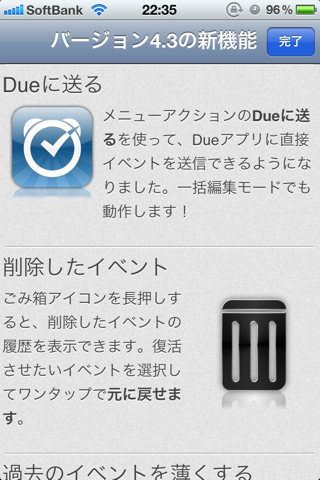 SoftBank 22:35 96%
バージョン4.3の新機能 完了
Dueに送る
メニューアクションのDueに送
るを使って、Dueアプリに直接
イベントを送信できるようにな
りました。一括編集モードでも
動作します！
削除したイベント
ごみ箱アイコンを長押しす
ると、削除したイベントの
履歴を表示できます。復活
させたいイベントを選択し
てワンタップで元に戻せま
す。
過去のイベントを薄くする